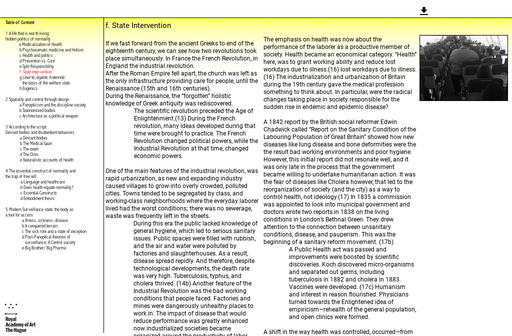 Table of Content
1 A life that is worth living:
hidden politics of normality
a Medicalization of Health
b Psychosomatic medicine and Hofrism
c Health and politics
d Prevention vs. Cure
e Split Responsibility
f. State Intervention
g Liberté, égalité, fraternité:
the basis of the welfare state
h Eugenics
2 Spatiality and control through design
a Panopticism and the discipline society
b Sanatorized bodies
c Architecture as a political weapon
3 According to the script:
Deviant bodies and disobedient behaviors
a Deviant bodies
b The Medical Gaze
c The exam
d The Clinic
e Naturalistic accounts of health
4 The essential construct of normality and
the trap of free will
a Language and healthcare
b Does health equate normality?
c Essential Constructs
d Embodiment thesis
5 Modern Surveillance state: the body as
a tool for access
a Illness, sickness, disease
b A conquered terrain
c The sick role and a state of exception
d Post-Panoptical theories of
surveillance: A Control society
e Big Brother/ Big Pharma
Royal
Academy of Art
The Hague
f. State Intervention
If we fast forward from the ancient Greeks to end of the
eighteenth century, we can see how two revolutions found
place simultaneously. In France the French Revolution, in
England the industrial revolution.
After the Roman Empire fell apart, the church was left as
the only infrastructure providing care for people, until the
Renaissance (15th and 16th centuries).
During the Renaissance, the "forgotten" holistic
knowledge of Greek antiquity was rediscovered.
The scientific revolution preceded the Age of
Enlightenment.(13) During the French
revolution, many ideas developed during that
time were brought to practice. The French
Revolution changed political powers, while the
Industrial Revolution, at the same time, changed
economic powers.
One of the main features of the industrial revolution, was
rapid urbanization, as new and expanding industry
caused villages to grow into overly crowded, polluted
cities. Towns tended to be segregated by class, and
working-class neighborhoods where the everyday laborer
lived had the worst conditions; there was no sewerage,
waste was frequently left in the streets.
During this era the public lacked knowledge of
general hygiene, which led to serious sanitary
issues. Public spaces were filled with rubbish,
and the air and water were polluted by
factories and slaughterhouses. As a result,
disease spread rapidly. And therefore, despite
technological developments, the death rate
was very high. Tuberculosis, typhus, and
cholera thrived. (14b) Another feature of the
Industrial Revolution was the bad working
conditions that people faced. Factories and
mines were dangerously unhealthy places to
work in. The impact of disease that would
reduce performance was greatly enhanced
now industrialized societies became
organized around the productivity of labor
The emphasis on health was now about the
performance of the laborer as a productive member of
society. Health became an economical category. "Health"
here, was to grant working ability and reduce lost
workdays due to illness.(16) lost workdays due to illness.
(16) The industrialization and urbanization of Britain
during the 19th century gave the medical profession
something to think about. In particular, were the radical
changes taking place in society responsible for the
sudden rise in endemic and epidemic disease?
A 1842 report by the British social reformer Edwin
Chadwick called "Report on the Sanitary Condition of the
Labouring Population of Great Britain" showed how new
diseases like lung disease and bone deformities were the
the result bad working environments and poor hygiene.
However, this initial report did not resonate well, and it
was only late in the process that the government
became willing to undertake humanitarian action. It was
the fear of diseases like Cholera however, that led to the
reorganization of society (and the city) as a way to
control health, not ideology.(17) In 1835 a commission
was appointed to look into municipal government and
doctors wrote two reports in 1838 on the living
conditions in London's Bethnal Green. They drew
attention to the connection between unsanitary
conditions, disease, and pauperism. This was the
beginning of a sanitary reform movement. (17b)
A Public Health act was passed and
improvements were boosted by scientific
discoveries. Koch discovered micro-organisms
and separated out germs, including
tuberculosis in 1882 and cholera in 1883.
Vaccines were developed. (17c) Humanism
and interest in reason flourished. Physicians
turned towards the Enlightened idea of
empiricism—rehealth of the general population,
and open clinics were formed.
A shift in the way health was controlled, occurred—from